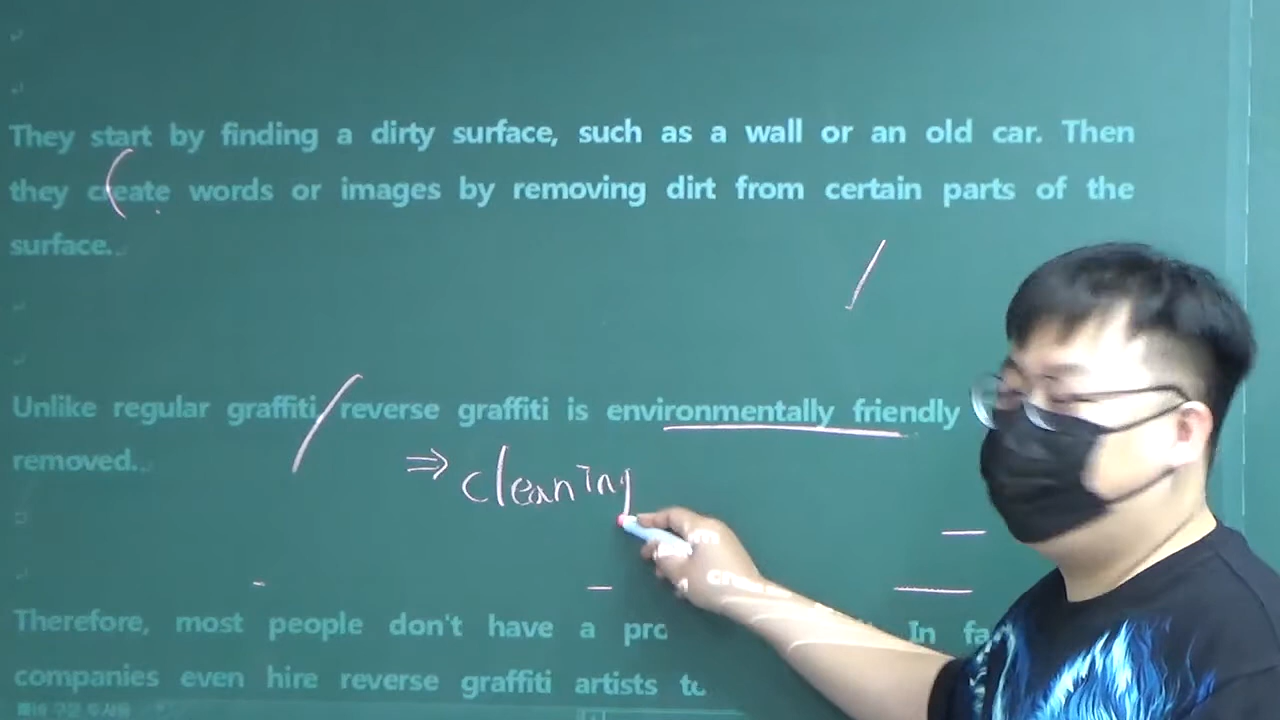 They start by finding a dirty surface, such as a wall or an old car. Then
they create words or images by removing dirt from certain parts of the
surface.
Unlike regular graffiti, reverse graffiti is environmentally friendly
removed.
⇒ cleaning
Therefore, most people don't have a In
companies even hire reverse graffiti artists